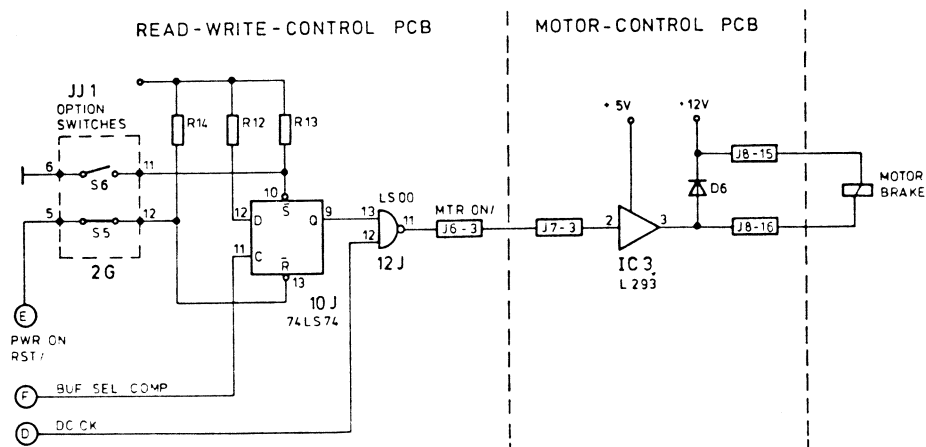 READ-WRITE-CONTROL PCB
MOTOR-CONTROL PCB
JJ1
OPTION
SWITCHES
R14
R12
R13
+5V
+12V
6
11
S6
J8-15
MOTOR
BRAKE
10
S̅
LS00
D6
5
12
S5
12
D
Q
9
13
12
11
MTR ON/
J6-3
J7-3
2
3
J8-16
11
C
R̅
13
2G
12J
IC3
L293
10J
74LS74
E
PWR ON
RST/
F
BUF SEL COMP
D
DC CK